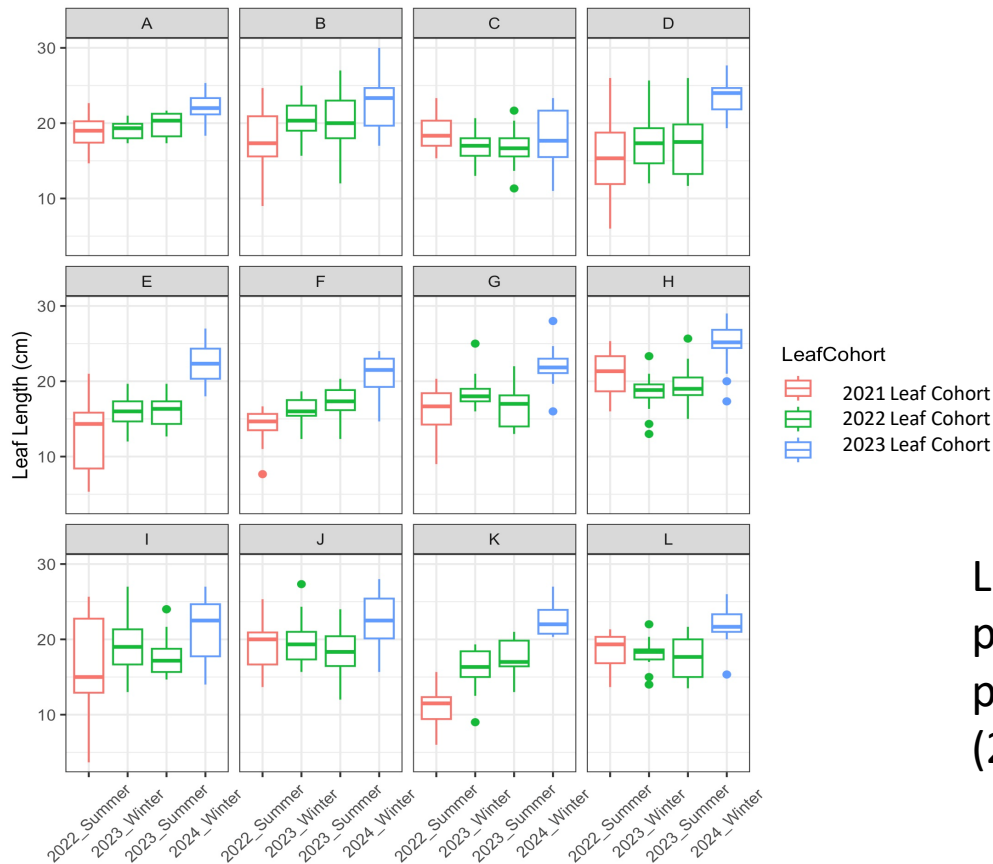 A B C D
30
20
10
E F G H
30
20
10
Leaf Length (cm)
I J K L
30
20
10
2022_Summer 2023_Winter 2023_Summer 2024_Winter 2022_Summer 2023_Winter 2023_Summer 2024_Winter 2022_Summer 2023_Winter 2023_Summer 2024_Winter 2022_Summer 2023_Winter 2023_Summer 2024_Winter
LeafCohort
2021 Leaf Cohort
2022 Leaf Cohort
2023 Leaf Cohort
L
p
p
(2